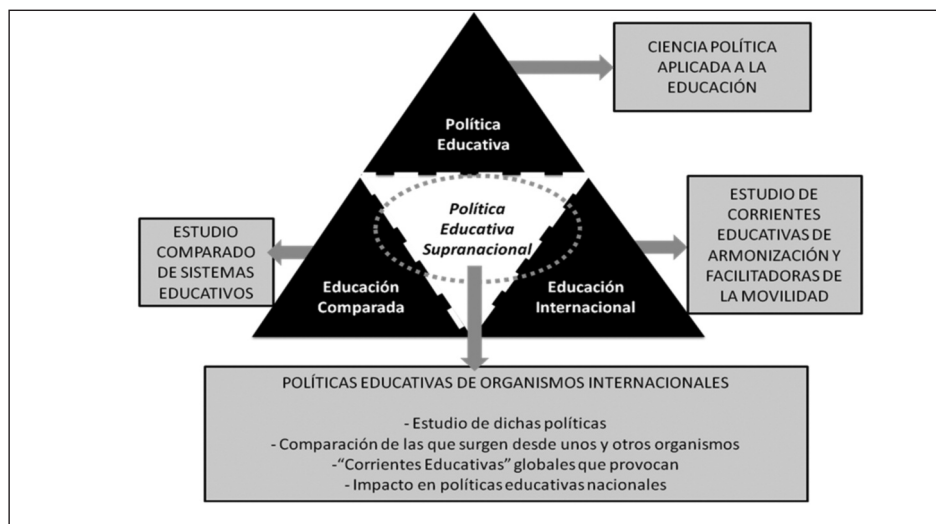 CIENCIA POLÍTICA
APLICADA A LA
EDUCACIÓN
Política
Educativa
ESTUDIO DE
CORRIENTES
EDUCATIVAS DE
ARMONIZACIÓN Y
FACILITADORAS DE
LA MOVILIDAD
Política
Educativa
Supranacional
ESTUDIO
COMPARADO
DE SISTEMAS
EDUCATIVOS
Educación
Comparada
Educación
Internacional
POLÍTICAS EDUCATIVAS DE ORGANISMOS INTERNACIONALES
- Estudio de dichas políticas
- Comparación de las que surgen desde unos y otros organismos
- “Corrientes Educativas” globales que provocan
- Impacto en políticas educativas nacionales